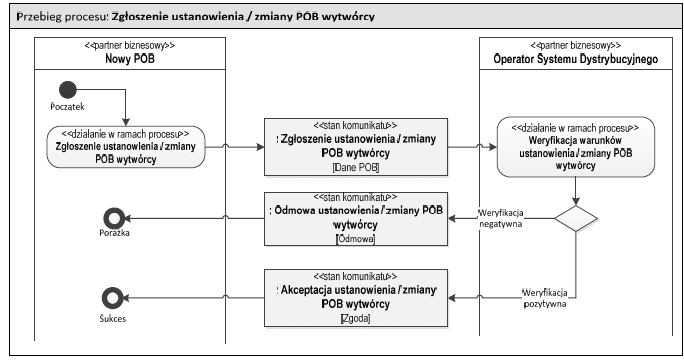 Przebieg procesu: Zgłoszenie ustanowienia / zmiany POB wytwórcy
<<partner biznesowy>>
Nowy POB
<<partner biznesowy>>
Operator Systemu Dystrybucyjnego
Początek
<<działanie w ramach procesu>>
Zgłoszenie ustanowienia / zmiany
POB wytwórcy
<<stan komunikatu>>
: Zgłoszenie ustanowienia / zmiany
POB wytwórcy
[Dane POB]
<<działanie w ramach procesu>>
Weryfikacja warunków
ustanowienia / zmiany POB
wytwórcy
<<stan komunikatu>>
: Odmowa ustanowienia / zmiany POB
wytwórcy
[Odmowa]
Weryfikacja
negatywna
Porażka
<<stan komunikatu>>
: Akceptacja ustanowienia / zmiany
POB wytwórcy
[Zgoda]
Weryfikacja
pozytywna
Sukces